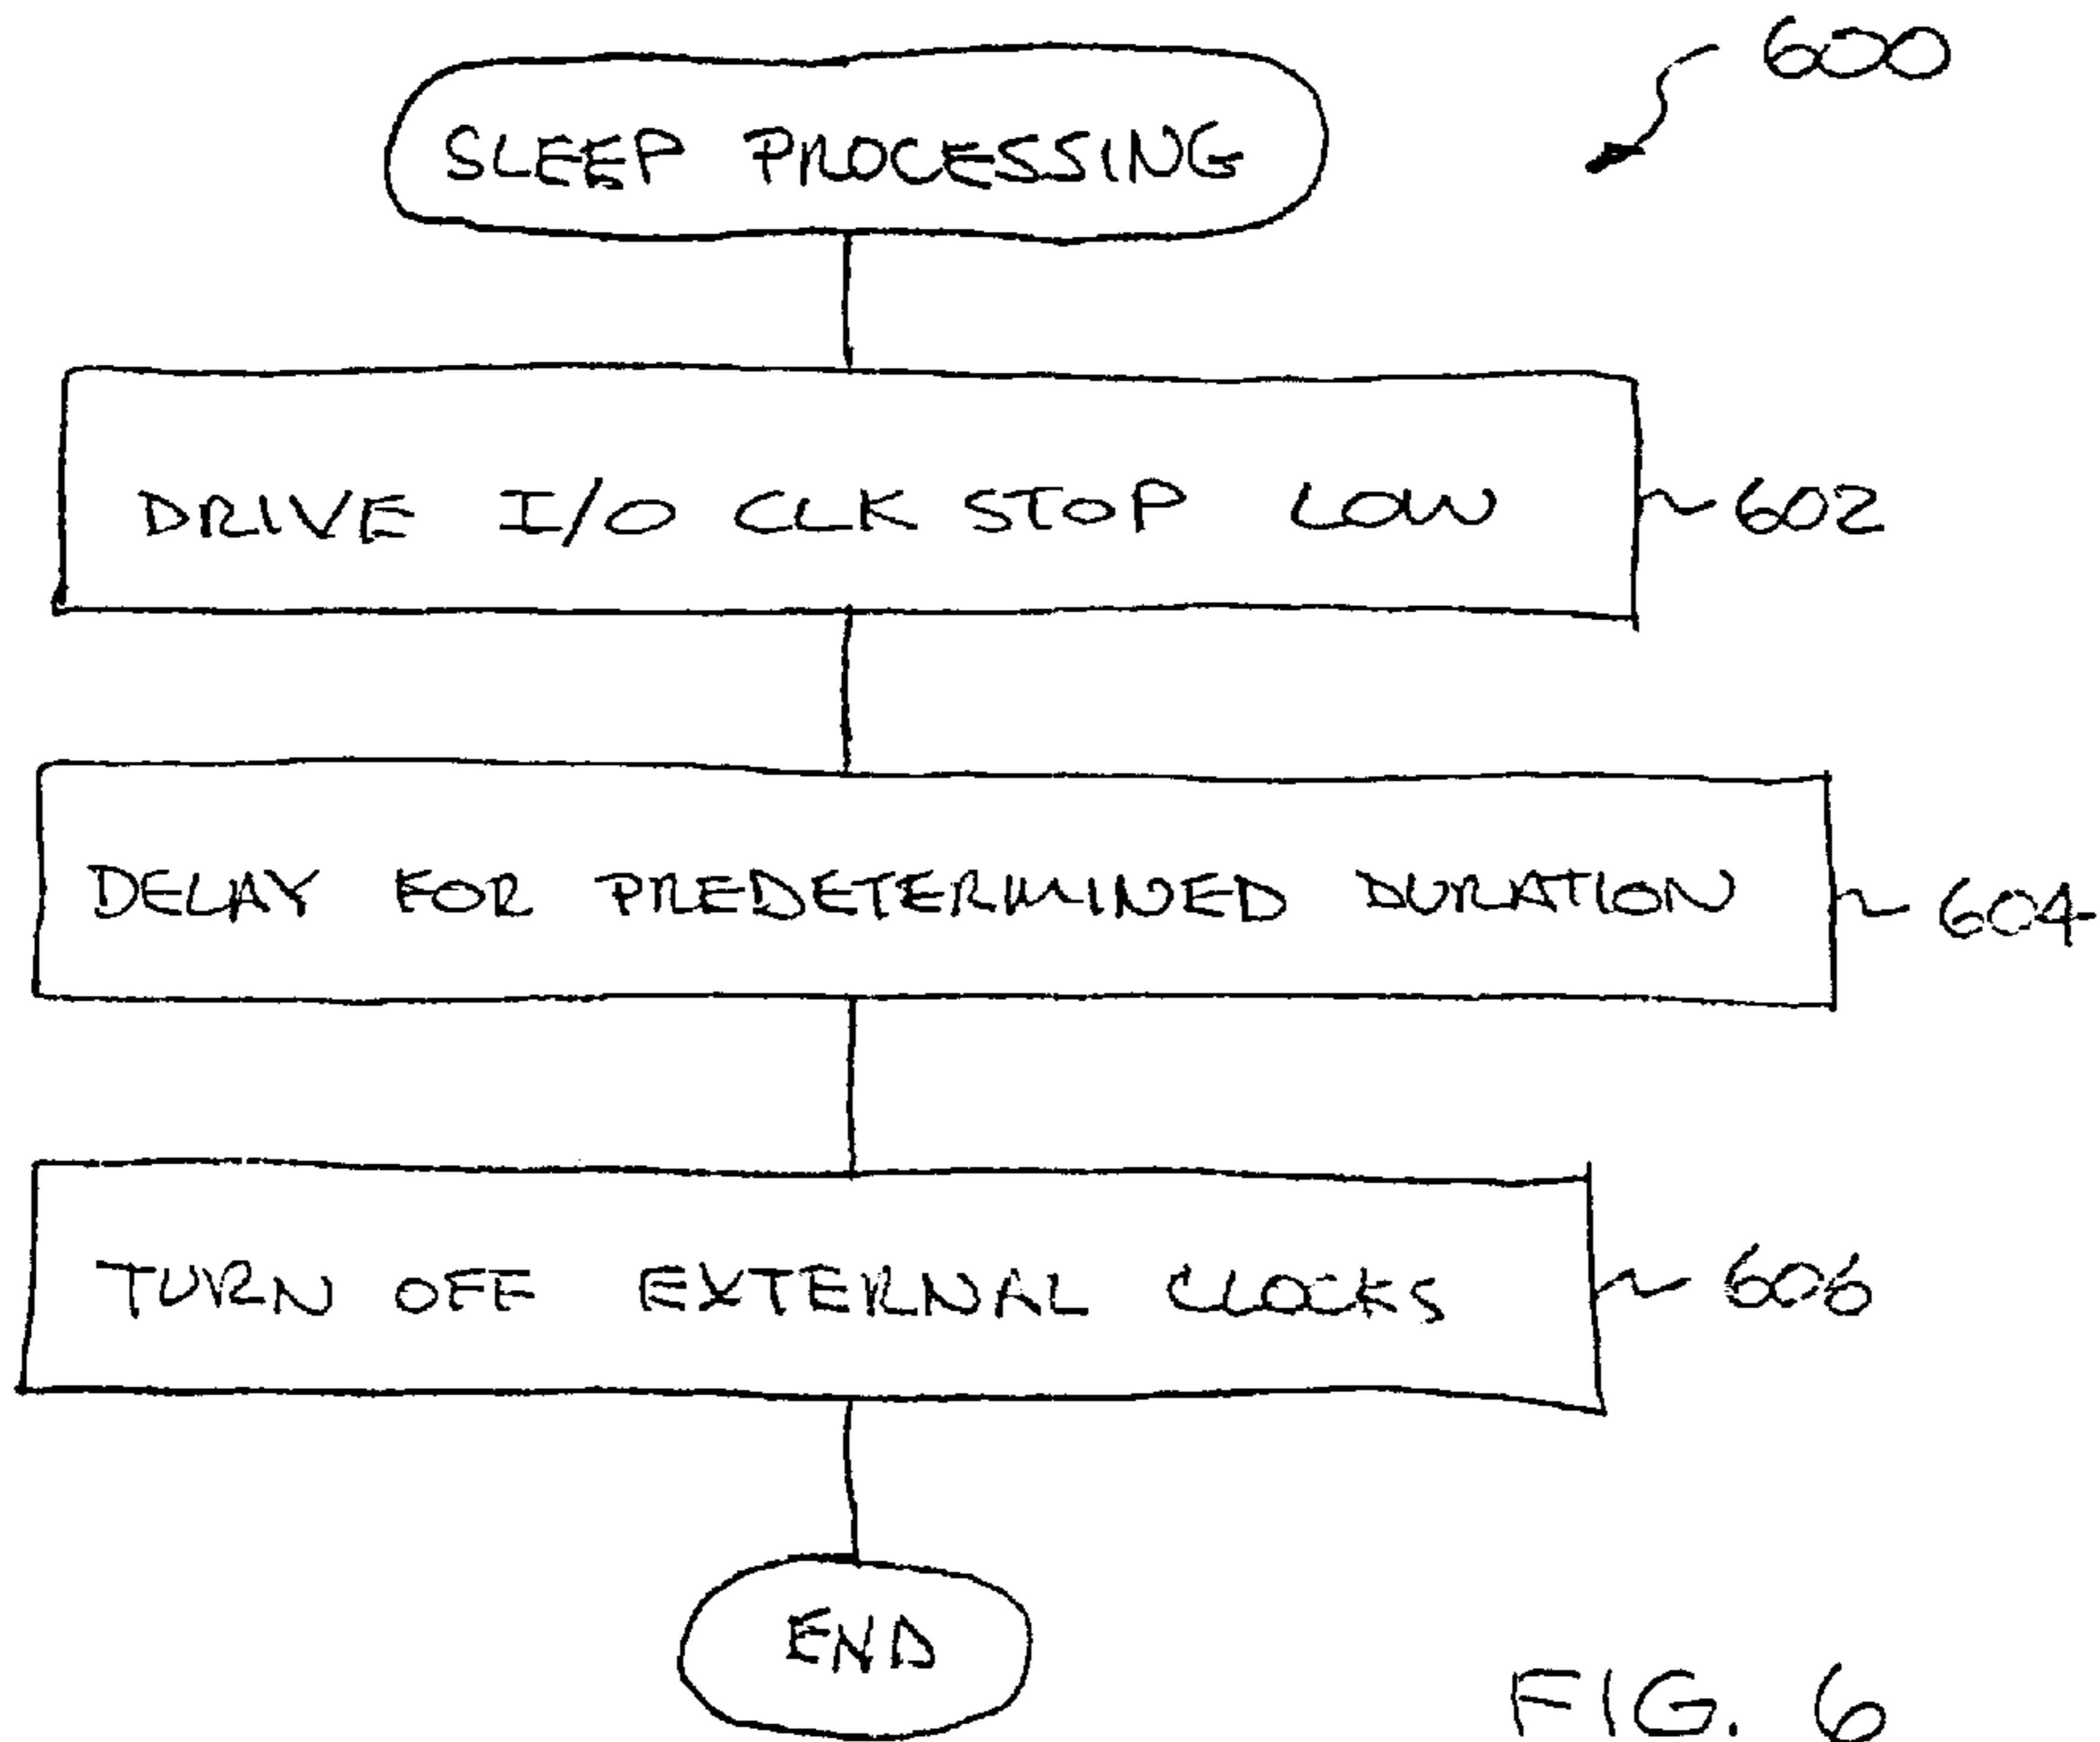 600
SLEEP PROCESSING
DRIVE I/O CLK STOP LOW
602
DELAY FOR PREDETERMINED DURATION
604
TURN OFF EXTERNAL CLOCKS
606
END
FIG. 6